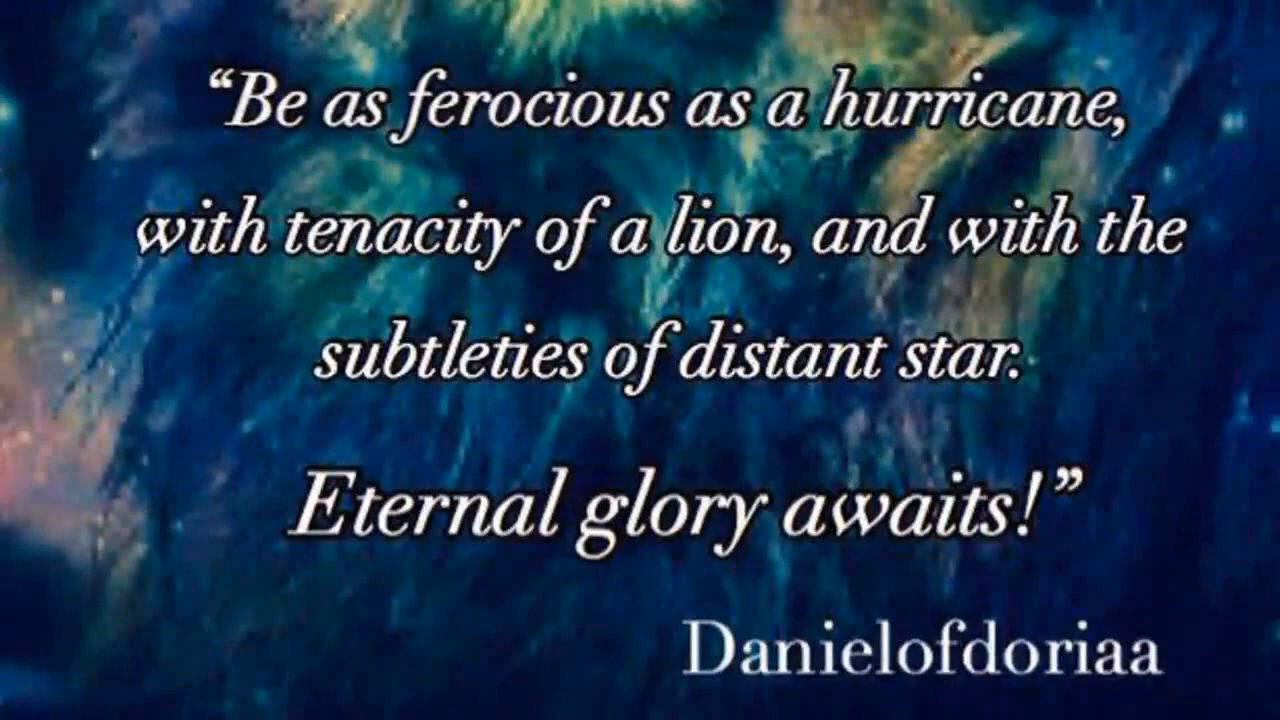 “Be as ferocious as a hurricane,
with tenacity of a lion, and with the
subtleties of distant star.
Eternal glory awaits!”
Danielofdoriaa